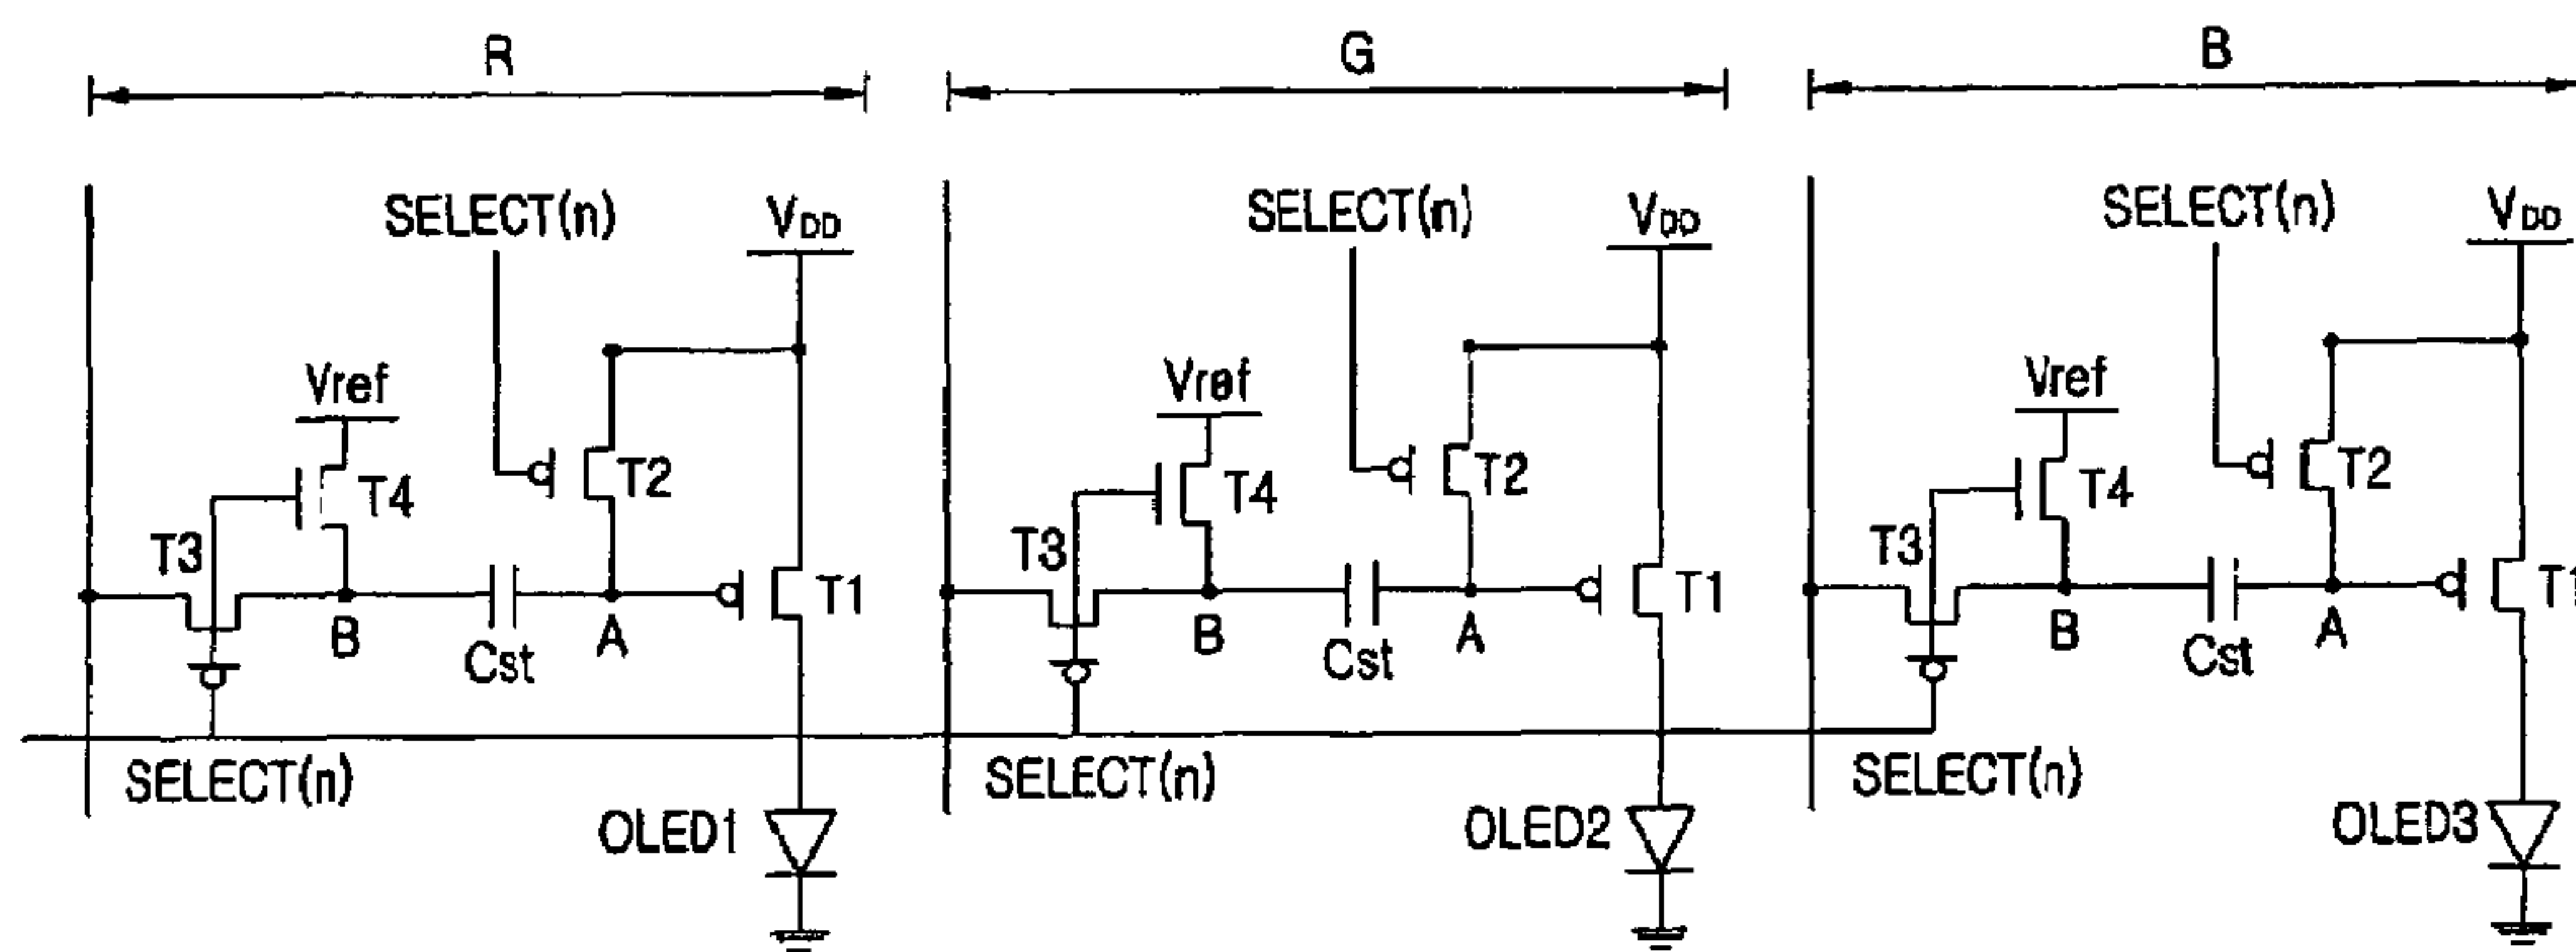 R G B
SELECT(n) VDD SELECT(n) VDD SELECT(n) VDD
Vref Vref Vref
T4 T2 T4 T2 T4 T2
T3 T1 T3 T1 T3 T1
B Cst A B Cst A B Cst A
SELECT(n) SELECT(n) SELECT(n)
OLED1 OLED2 OLED3